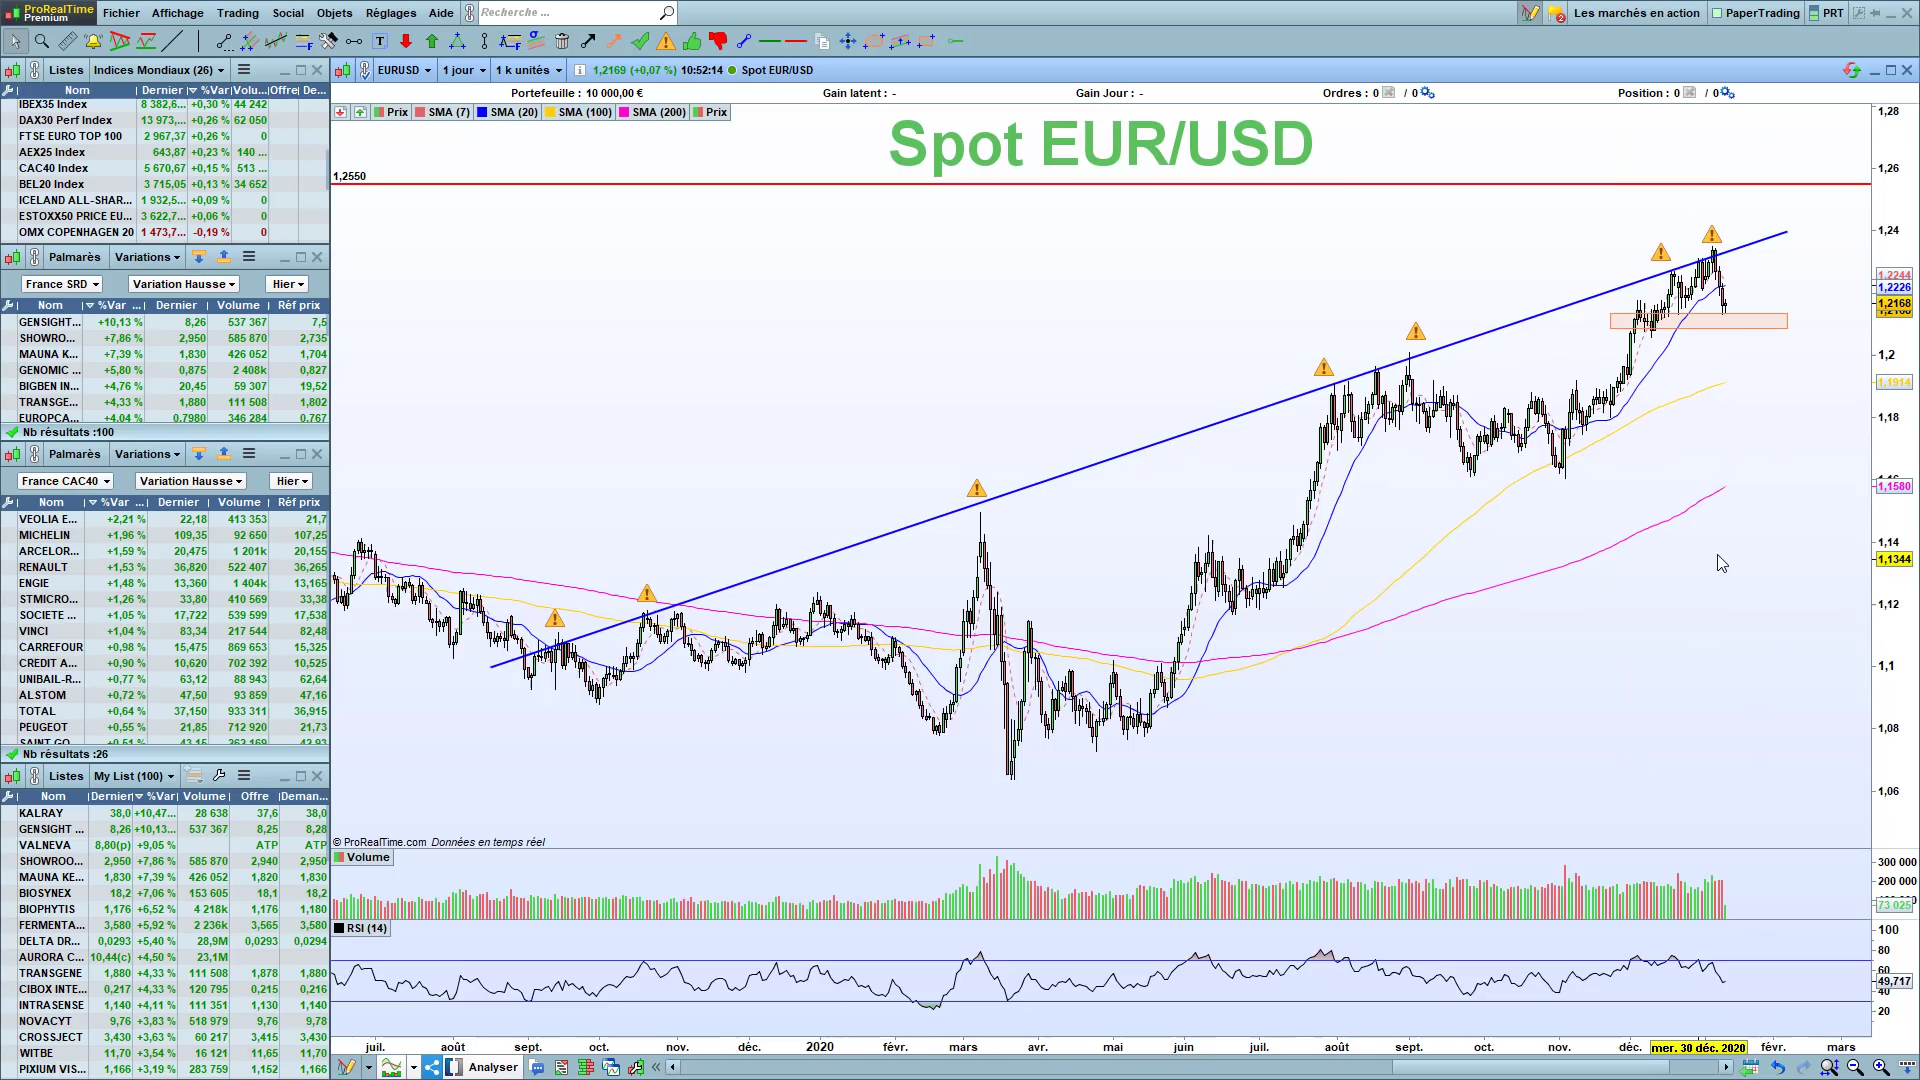 ProRealTime
Premium
Fichier Affichage Trading Social Objets Réglages Aide Recherche ...
2 Les marchés en action PaperTrading PRT
Listes Indices Mondiaux (26)
Nom Dernier %Var Volu... Offre De...
IBEX35 Index 8 382,6... +0,30 % 44 242
DAX30 Perf Index 13 973,... +0,26 % 62 050
FTSE EURO TOP 100 2 967,37 +0,26 % 0
AEX25 Index 643,87 +0,23 % 140 ...
CAC40 Index 5 670,67 +0,15 % 513 ...
BEL20 Index 3 715,05 +0,13 % 34 652
ICELAND ALL-SHAR... 1 932,5... +0,09 % 0
ESTOXX50 PRICE EU... 3 622,7... +0,06 % 0
OMX COPENHAGEN 20 1 473,7... -0,19 % 0
Palmarès Variations
France SRD Variation Hausse Hier
Nom %Var ... Dernier Volume Réf prix
GENSIGHT... +10,13 % 8,26 537 367 7,5
SHOWRO... +7,86 % 2,950 585 870 2,735
MAUNA K... +7,39 % 1,830 426 052 1,704
GENOMIC ... +5,80 % 0,875 2 408k 0,827
BIGBEN IN... +4,76 % 20,45 59 307 19,52
TRANSGE... +4,33 % 1,880 111 508 1,802
EUROPCA... +4,04 % 0,7980 346 284 0,767
Nb résultats :100
Palmarès Variations
France CAC40 Variation Hausse Hier
Nom %Var ... Dernier Volume Réf prix
VEOLIA E... +2,21 % 22,18 413 353 21,7
MICHELIN +1,96 % 109,35 92 650 107,25
ARCELOR... +1,59 % 20,475 1 201k 20,155
RENAULT +1,53 % 36,820 522 407 36,265
ENGIE +1,48 % 13,360 1 404k 13,165
STMICRO... +1,26 % 33,80 410 569 33,38
SOCIETE ... +1,05 % 17,722 539 599 17,538
VINCI +1,04 % 83,34 217 544 82,48
CARREFOUR +0,98 % 15,475 869 653 15,325
CREDIT A... +0,90 % 10,620 702 392 10,525
UNIBAIL-R... +0,77 % 63,12 88 943 62,64
ALSTOM +0,72 % 47,50 93 859 47,16
TOTAL +0,64 % 37,150 933 311 36,915
PEUGEOT +0,55 % 21,85 712 920 21,73
SAINT GO... +0,51 % 43,15 262 169 42,93
Nb résultats :26
Listes My List (100)
Nom Dernier %Var Volume Offre Deman...
KALRAY 38,0 +10,47... 28 638 37,6 38,0
GENSIGHT ... 8,26 +10,13... 537 367 8,25 8,28
VALNEVA 8,80(p) +9,05 % ATP ATP
SHOWROO... 2,950 +7,86 % 585 870 2,940 2,950
MAUNA KE... 1,830 +7,39 % 426 052 1,820 1,830
BIOSYNEX 18,2 +7,06 % 153 605 18,1 18,2
BIOPHYTIS 1,176 +6,52 % 4 218k 1,176 1,180
FERMENTA... 3,580 +5,92 % 2 236k 3,565 3,580
DELTA DR... 0,0293 +5,40 % 28,9M 0,0293 0,0294
AURORA C... 10,44(c) +4,50 % 23,1M
TRANSGENE 1,880 +4,33 % 111 508 1,878 1,880
CIBOX INTE... 0,217 +4,33 % 120 795 0,215 0,216
INTRASENSE 1,140 +4,11 % 111 351 1,130 1,140
NOVACYT 9,76 +3,83 % 518 979 9,76 9,78
CROSSJECT 3,430 +3,63 % 60 217 3,415 3,430
WITBE 11,70 +3,54 % 16 121 11,65 11,70
PIXIUM VIS... 1,166 +3,19 % 283 759 1,152 1,166
EURUSD 1 jour 1 k unités 1,2169 (+0,07 %) 10:52:14 Spot EUR/USD
Portefeuille : 10 000,00 € Gain latent : - Gain Jour : - Ordres : 0 / 0 Position : 0 / 0
Prix SMA (7) SMA (20) SMA (100) SMA (200) Prix
Spot EUR/USD
1,2550
1,28
1,26
1,24
1,2244
1,2226
1,2168
1,2
1,1914
1,18
1,1580
1,14
1,1344
1,12
1,1
1,08
1,06
© ProRealTime.com Données en temps réel
Volume
300 000
200 000
73 025
RSI (14)
100
80
60
49,717
40
20
juil. août sept. oct. nov. déc. 2020 févr. mars avr. mai juin juil. août sept. oct. nov. déc. mer. 30 déc. 2020 févr. mars
Analyser